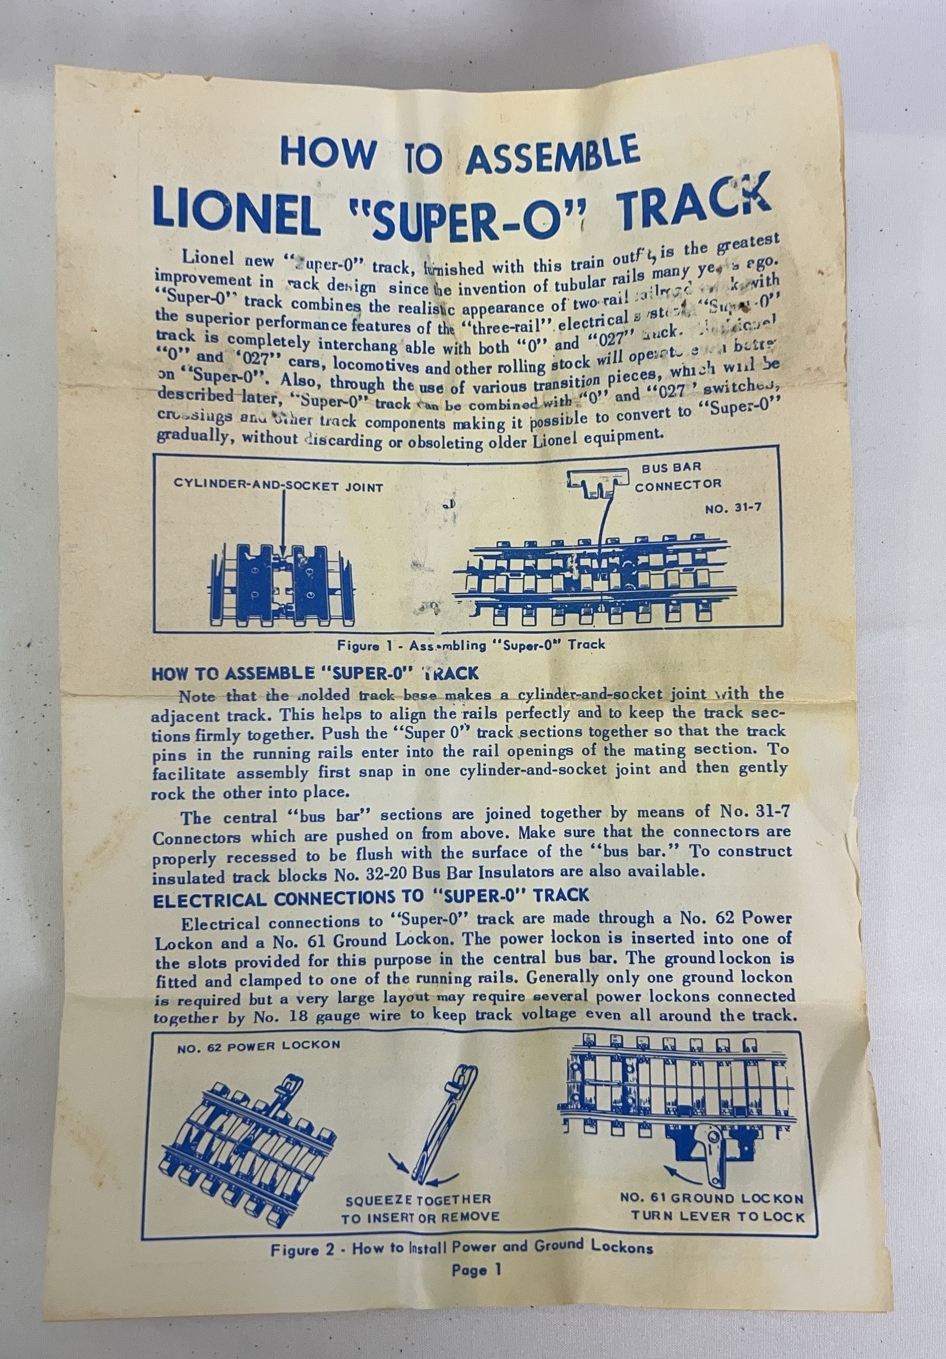 HOW TO ASSEMBLE
LIONEL "SUPER-O" TRACK
Lionel new "Super-0" track, furnished with this train outfit, is the greatest
improvement in track design since the invention of tubular rails many years ago.
"Super-0" track combines the realistic appearance of two-rail railroad track with
the superior performance features of the "three-rail" electrical system. "Super-0"
track is completely interchangable with both "0" and "027" track.
"0" and "027" cars, locomotives and other rolling stock will operate even better
on "Super-0". Also, through the use of various transition pieces, which will be
described later, "Super-0" track can be combined with "0" and "027" switches,
crossings and other track components making it possible to convert to "Super-0"
gradually, without discarding or obsoleting older Lionel equipment.
CYLINDER-AND-SOCKET JOINT
BUS BAR
CONNECTOR
NO. 31-7
Figure 1 - Assembling "Super-0" Track
HOW TO ASSEMBLE "SUPER-0" TRACK
Note that the molded track base makes a cylinder-and-socket joint with the
adjacent track. This helps to align the rails perfectly and to keep the track sec-
tions firmly together. Push the "Super 0" track sections together so that the track
pins in the running rails enter into the rail openings of the mating section. To
facilitate assembly first snap in one cylinder-and-socket joint and then gently
rock the other into place.
The central "bus bar" sections are joined together by means of No. 31-7
Connectors which are pushed on from above. Make sure that the connectors are
properly recessed to be flush with the surface of the "bus bar." To construct
insulated track blocks No. 32-20 Bus Bar Insulators are also available.
ELECTRICAL CONNECTIONS TO "SUPER-0" TRACK
Electrical connections to "Super-0" track are made through a No. 62 Power
Lockon and a No. 61 Ground Lockon. The power lockon is inserted into one of
the slots provided for this purpose in the central bus bar. The ground lockon is
fitted and clamped to one of the running rails. Generally only one ground lockon
is required but a very large layout may require several power lockons connected
together by No. 18 gauge wire to keep track voltage even all around the track.
NO. 62 POWER LOCKON
SQUEEZE TOGETHER
TO INSERT OR REMOVE
NO. 61 GROUND LOCKON
TURN LEVER TO LOCK
Figure 2 - How to Install Power and Ground Lockons
Page 1